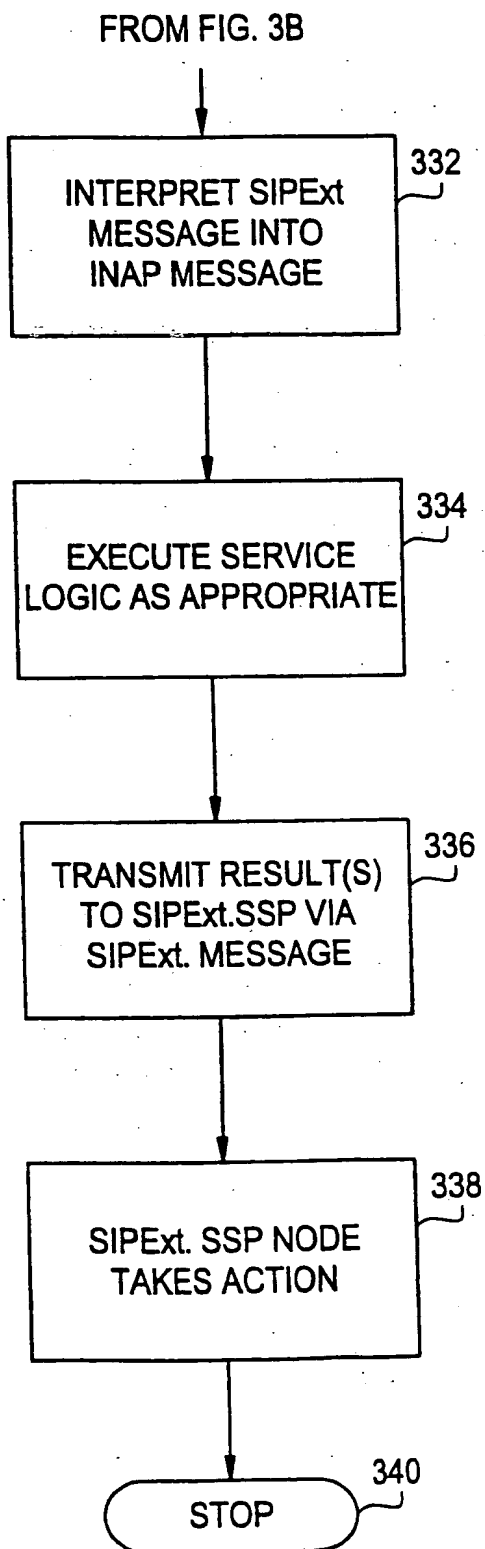 FROM FIG. 3B
332
INTERPRET SIPExt
MESSAGE INTO
INAP MESSAGE
334
EXECUTE SERVICE
LOGIC AS APPROPRIATE
336
TRANSMIT RESULT(S)
TO SIPExt.SSP VIA
SIPExt. MESSAGE
338
SIPExt. SSP NODE
TAKES ACTION
340
STOP